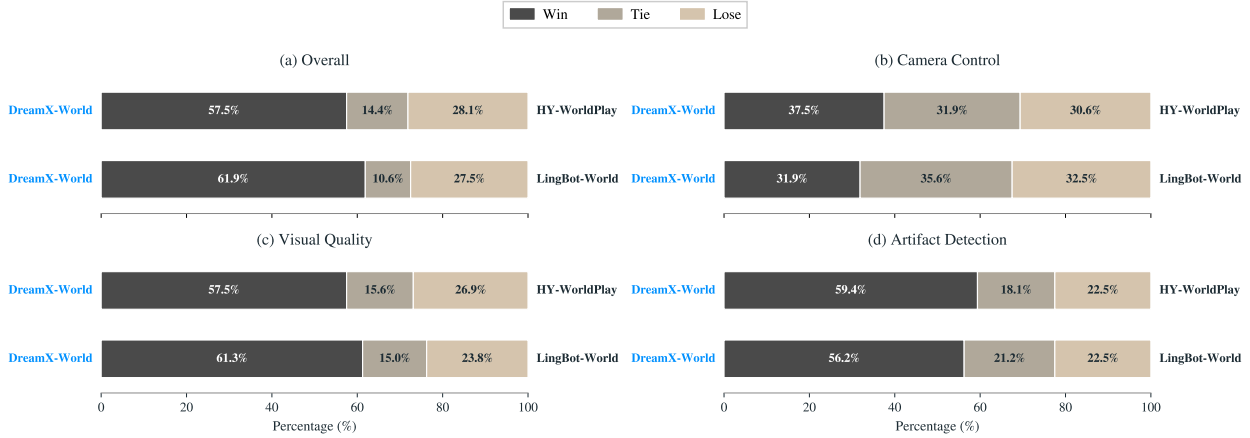 Win Tie Lose
(a) Overall
DreamX-World 57.5% 14.4% 28.1% HY-WorldPlay
DreamX-World 61.9% 10.6% 27.5% LingBot-World
(b) Camera Control
DreamX-World 37.5% 31.9% 30.6% HY-WorldPlay
DreamX-World 31.9% 35.6% 32.5% LingBot-World
(c) Visual Quality
DreamX-World 57.5% 15.6% 26.9% HY-WorldPlay
DreamX-World 61.3% 15.0% 23.8% LingBot-World
0 20 40 60 80 100
Percentage (%)
(d) Artifact Detection
DreamX-World 59.4% 18.1% 22.5% HY-WorldPlay
DreamX-World 56.2% 21.2% 22.5% LingBot-World
0 20 40 60 80 100
Percentage (%)